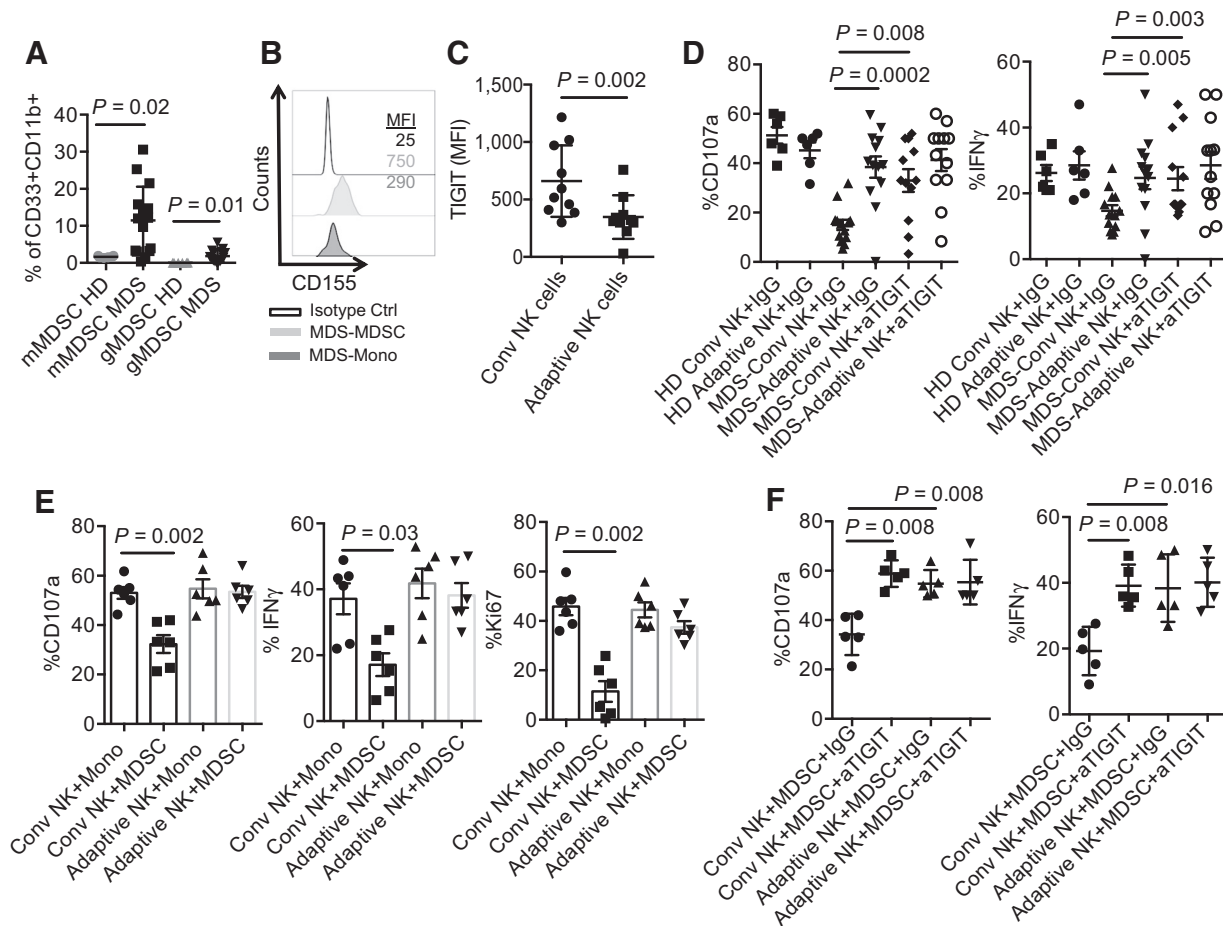 A
% of CD33+CD11b+
40
30
20
10
0
P = 0.02
P = 0.01
mMDSC HD
mMDSC MDS
gMDSC HD
gMDSC MDS
B
Counts
MFI
25
750
290
CD155
Isotype Ctrl
MDS-MDSC
MDS-Mono
C
TIGIT (MFI)
1,500
1,000
500
0
P = 0.002
Conv NK cells
Adaptive NK cells
D
%CD107a
80
60
40
20
0
P = 0.008
P = 0.0002
HD Conv NK+IgG
HD Adaptive NK+IgG
MDS-Conv NK+IgG
MDS-Adaptive NK+IgG
MDS-Conv NK+aTIGIT
MDS-Adaptive NK+aTIGIT
%IFNγ
60
40
20
0
P = 0.003
P = 0.005
HD Conv NK+IgG
HD Adaptive NK+IgG
MDS-Conv NK+IgG
MDS-Adaptive NK+IgG
MDS-Conv NK+aTIGIT
MDS-Adaptive NK+aTIGIT
E
%CD107a
80
60
40
20
0
P = 0.002
Conv NK+Mono
Conv NK+MDSC
Adaptive NK+Mono
Adaptive NK+MDSC
% IFNγ
60
40
20
0
P = 0.03
Conv NK+Mono
Conv NK+MDSC
Adaptive NK+Mono
Adaptive NK+MDSC
%Ki67
80
60
40
20
0
P = 0.002
Conv NK+Mono
Conv NK+MDSC
Adaptive NK+Mono
Adaptive NK+MDSC
F
%CD107a
80
60
40
20
0
P = 0.008
P = 0.008
Conv NK+MDSC+IgG
Conv NK+MDSC+aTIGIT
Adaptive NK+MDSC+IgG
Adaptive NK+MDSC+aTIGIT
%IFNγ
60
40
20
0
P = 0.016
P = 0.008
Conv NK+MDSC+IgG
Conv NK+MDSC+aTIGIT
Adaptive NK+MDSC+IgG
Adaptive NK+MDSC+aTIGIT